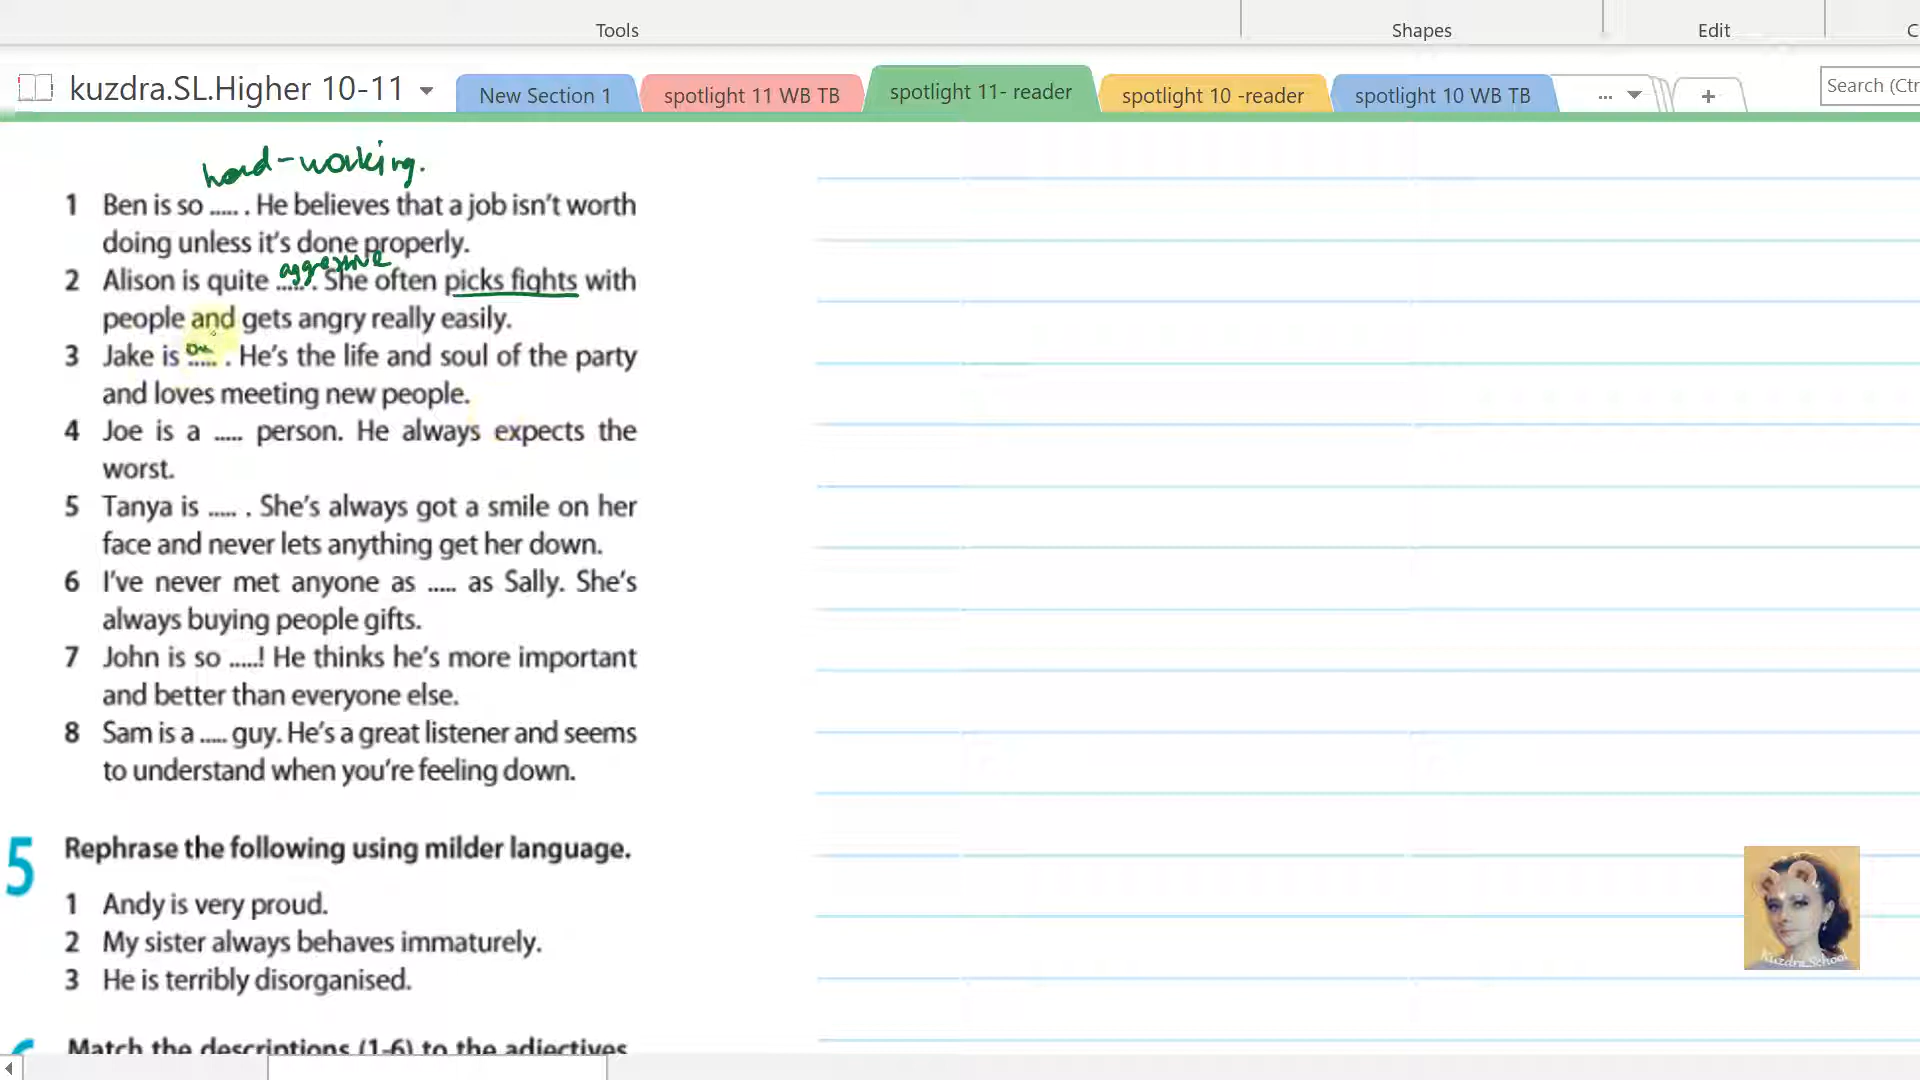 Tools
Shapes
Edit
kuzdra.SL.Higher 10-11
New Section 1
spotlight 11 WB TB
spotlight 11- reader
spotlight 10 -reader
spotlight 10 WB TB
...
+
Search (Ctr
hard-working.
1 Ben is so ..... . He believes that a job isn't worth
doing unless it's done properly.
aggressive
2 Alison is quite ..... . She often picks fights with
people and gets angry really easily.
3 Jake is ..... . He's the life and soul of the party
and loves meeting new people.
4 Joe is a ..... person. He always expects the
worst.
5 Tanya is ..... . She's always got a smile on her
face and never lets anything get her down.
6 I've never met anyone as ..... as Sally. She's
always buying people gifts.
7 John is so .....! He thinks he's more important
and better than everyone else.
8 Sam is a ..... guy. He's a great listener and seems
to understand when you're feeling down.
5 Rephrase the following using milder language.
1 Andy is very proud.
2 My sister always behaves immaturely.
3 He is terribly disorganised.
Kuzdra_School
Match the descriptions (1-6) to the adjectives